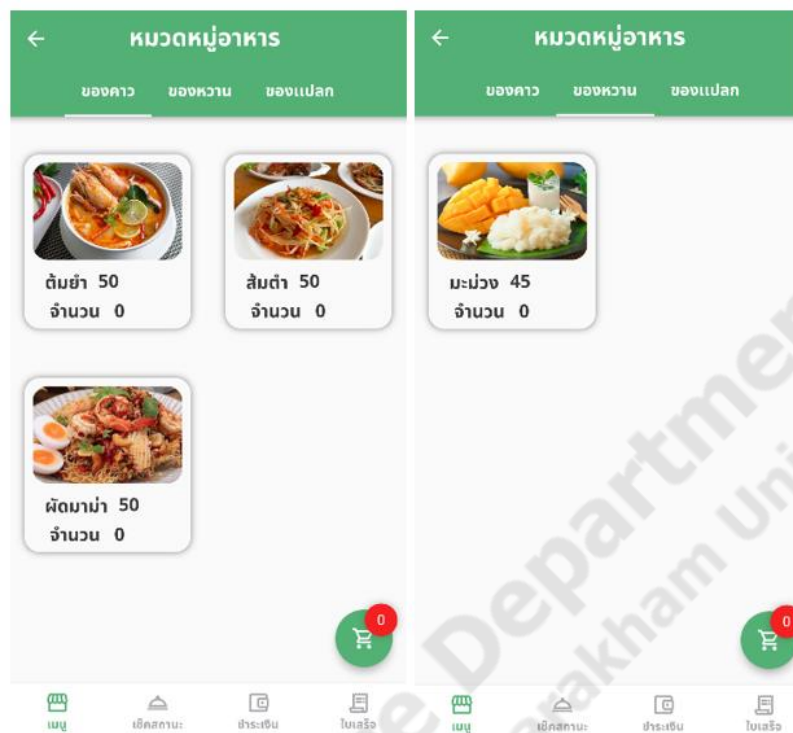 หมวดหมู่อาหาร
ของคาว ของหวาน ของแปลก
ต้มยำ 50
จำนวน 0
ส้มตำ 50
จำนวน 0
ผัดมาม่า 50
จำนวน 0
0
เมนู เช็คสถานะ ชำระเงิน ใบเสร็จ
หมวดหมู่อาหาร
ของคาว ของหวาน ของแปลก
มะม่วง 45
จำนวน 0
0
เมนู เช็คสถานะ ชำระเงิน ใบเสร็จ